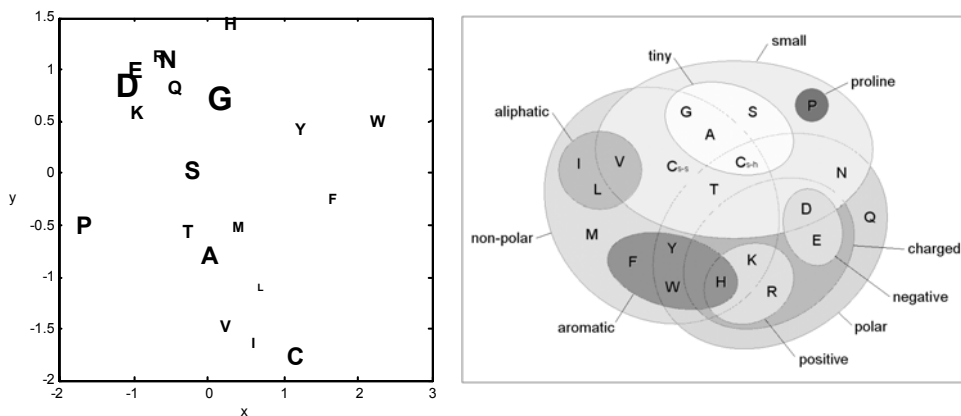 1.5
1
0.5
0
-0.5
-1
-1.5
-2
y
-2
-1
0
1
2
3
x
H
R
N
E
D
Q
K
G
Y
W
S
F
P
T
M
A
L
V
I
C
small
tiny
proline
aliphatic
G
S
P
A
I
V
C s-s
C s-h
L
T
N
D
Q
non-polar
M
Y
E
charged
F
K
W
H
R
negative
aromatic
polar
positive